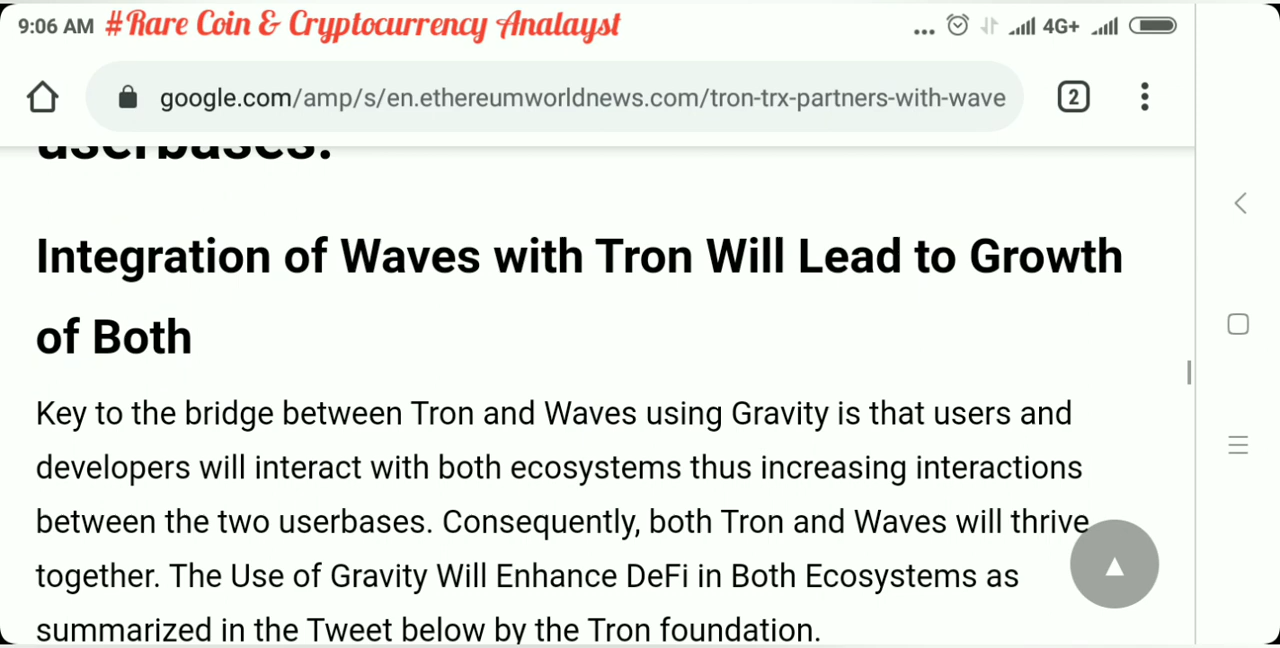 9:06 AM #Rare Coin & Cryptocurrency Analayst ... 4G+
google.com/amp/s/en.ethereumworldnews.com/tron-trx-partners-with-wave 2
userbases.
Integration of Waves with Tron Will Lead to Growth
of Both
Key to the bridge between Tron and Waves using Gravity is that users and
developers will interact with both ecosystems thus increasing interactions
between the two userbases. Consequently, both Tron and Waves will thrive
together. The Use of Gravity Will Enhance DeFi in Both Ecosystems as
summarized in the Tweet below by the Tron foundation.